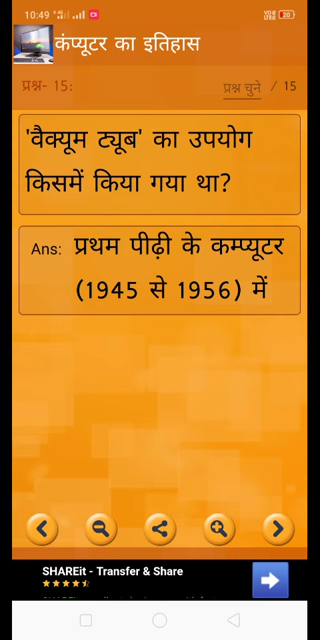 10:49
20
कंप्यूटर का इतिहास
प्रश्न- 15:
प्रश्न चुने / 15
'वैक्यूम ट्यूब' का उपयोग
किसमें किया गया था?
Ans: प्रथम पीढ़ी के कम्प्यूटर
(1945 से 1956) में
SHAREit - Transfer & Share